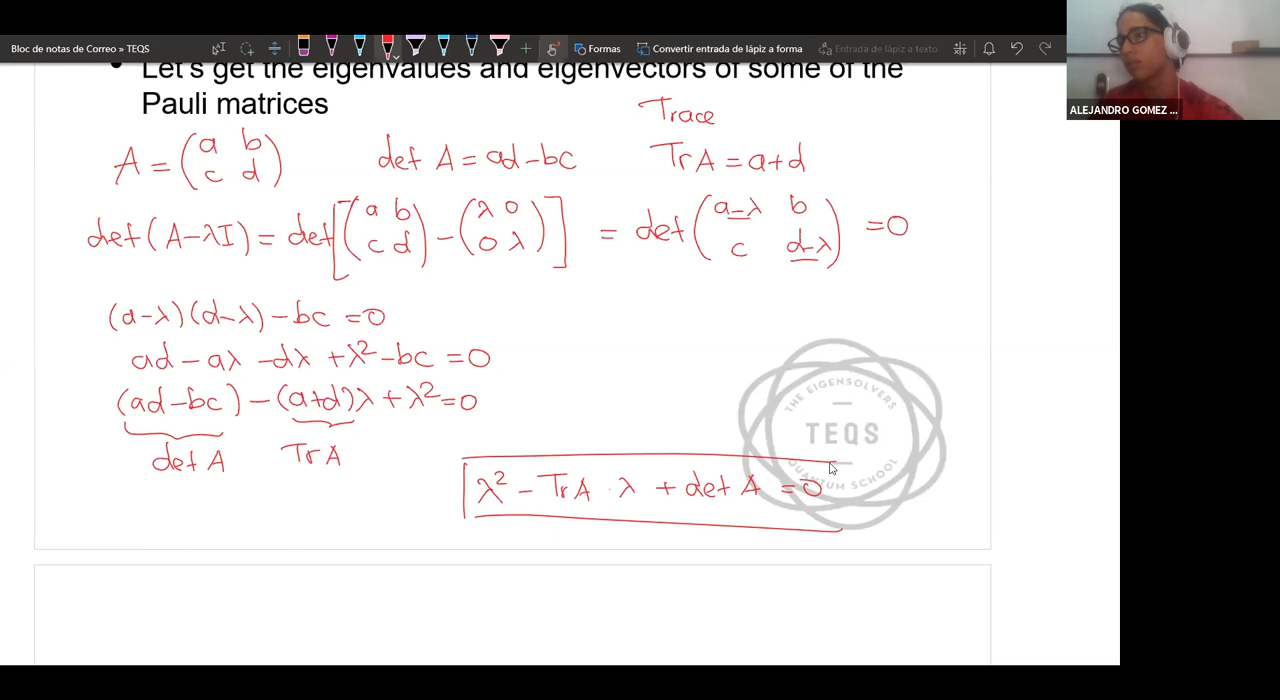 Bloc de notas de Correo » TEQS
Formas
Convertir entrada de lápiz a forma
Entrada de lápiz a texto
ALEJANDRO GOMEZ ...
Let's get the eigenvalues and eigenvectors of some of the
Pauli matrices
Trace
A = (a b; c d)  det A = ad - bc  Tr A = a+d
det(A-λI) = det[(a b; c d) - (λ 0; 0 λ)] = det(a-λ b; c d-λ) = 0
(a-λ)(d-λ) - bc = 0
ad - aλ - dλ + λ² - bc = 0
(ad - bc) - (a+d)λ + λ² = 0
det A  Tr A
λ² - TrA · λ + det A = 0
THE EIGENSOLVERS
TEQS
QUANTUM SCHOOL